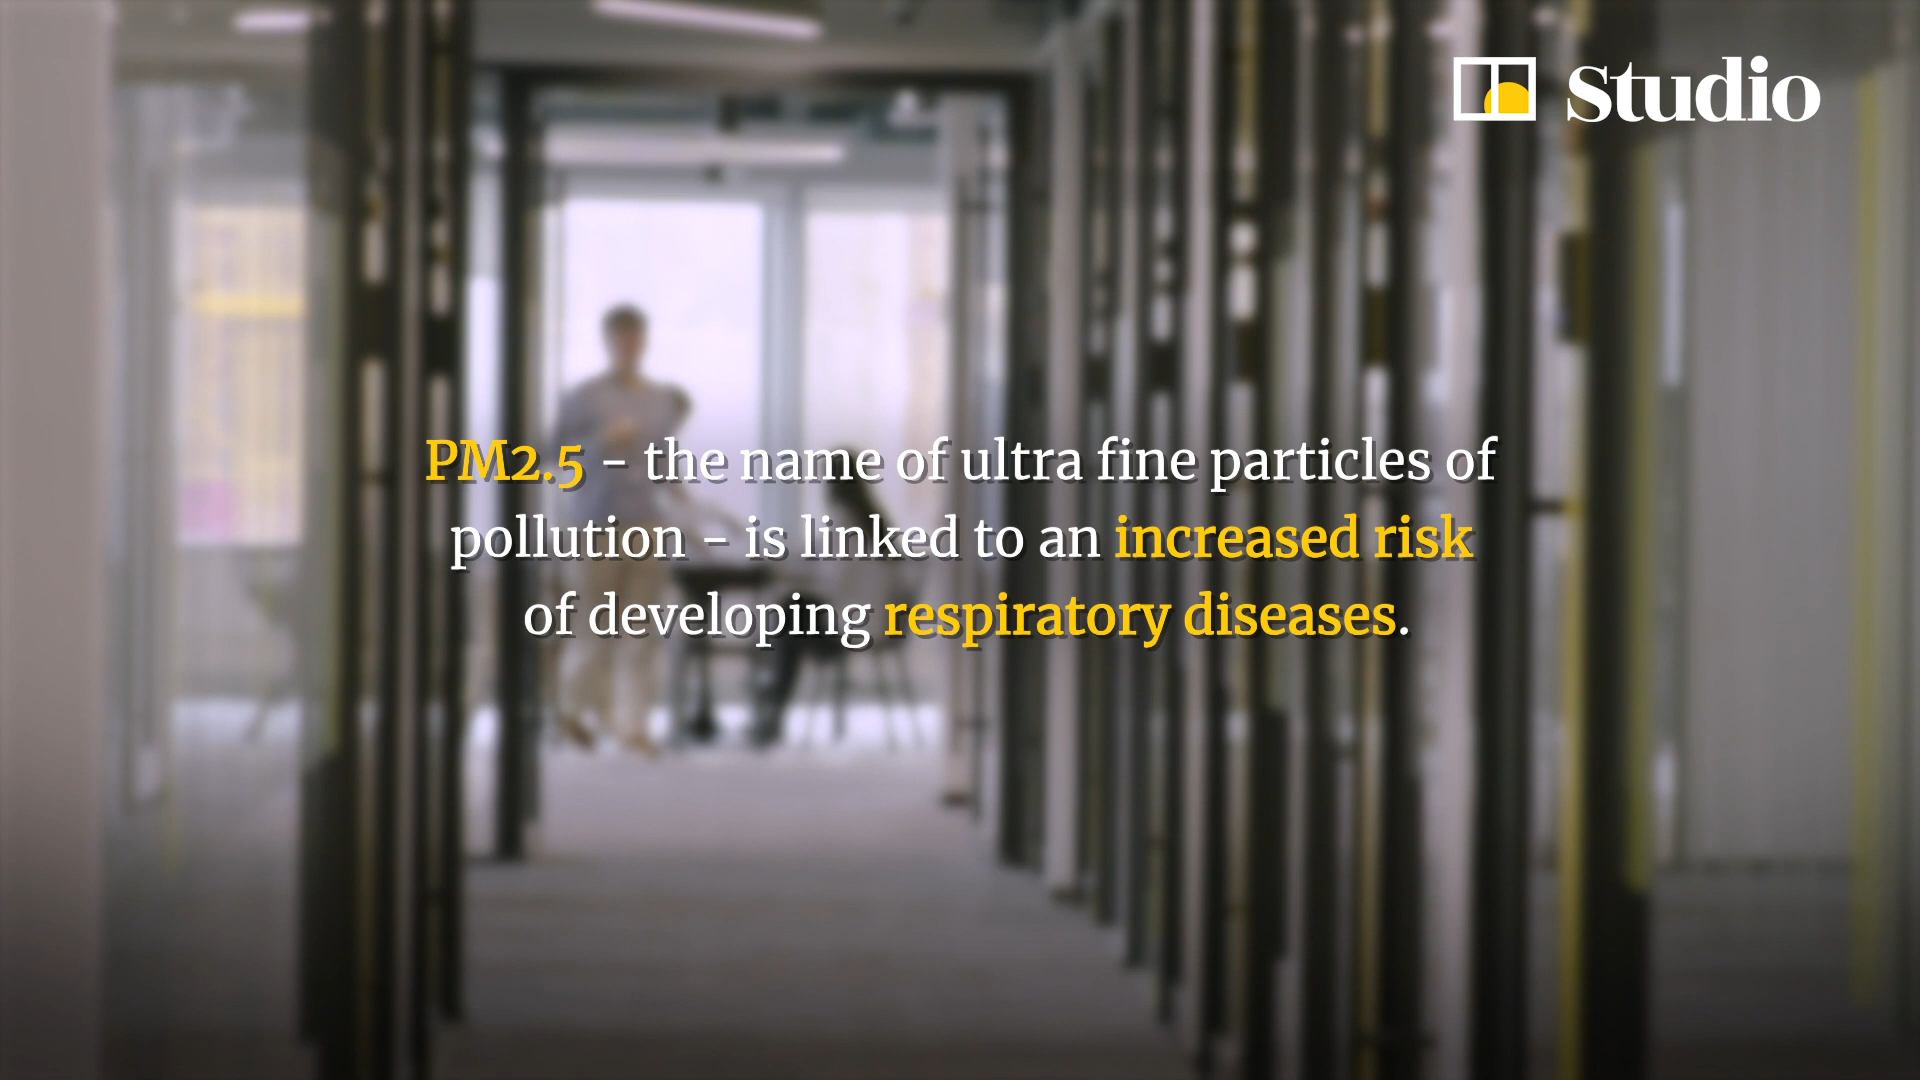 Studio
PM2.5 - the name of ultra fine particles of
pollution - is linked to an increased risk
of developing respiratory diseases.